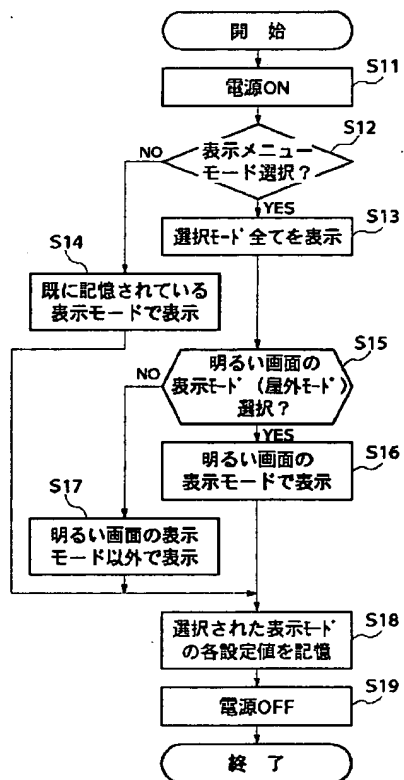 開 始
S11
電源ON
S12
表示メニュー
モード選択？
NO
YES
S13
選択ﾓｰﾄﾞ全てを表示
S14
既に記憶されている
表示モードで表示
S15
明るい画面の
表示ﾓｰﾄﾞ(屋外ﾓｰﾄﾞ)
選択？
NO
YES
S16
明るい画面の
表示モードで表示
S17
明るい画面の表示
モード以外で表示
S18
選択された表示ﾓｰﾄﾞ
の各設定値を記憶
S19
電源OFF
終 了